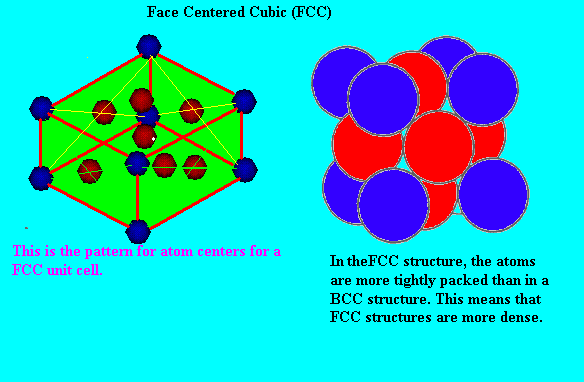 Face Centered Cubic (FCC)
This is the pattern for atom centers for a
FCC unit cell.
In theFCC structure, the atoms
are more tightly packed than in a
BCC structure. This means that
FCC structures are more dense.